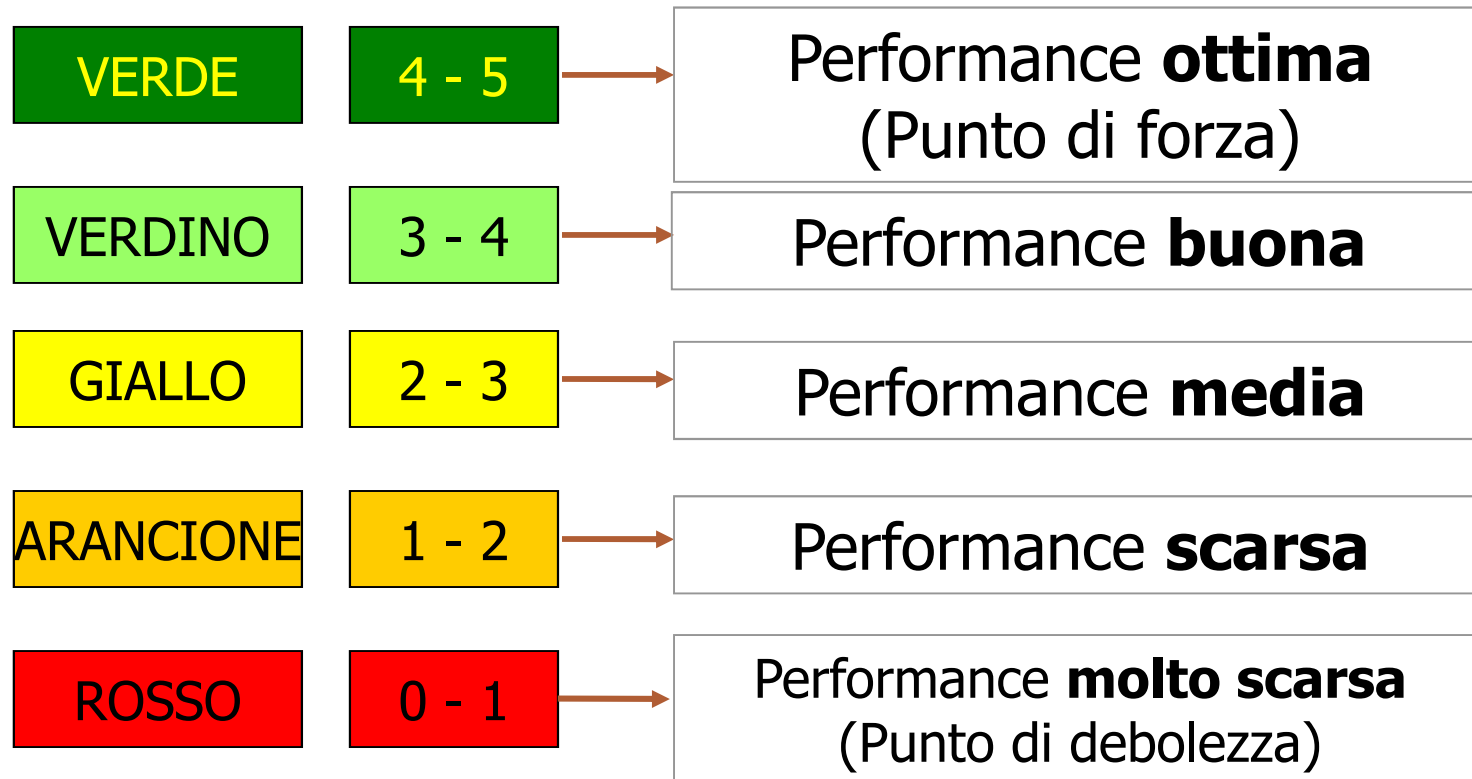 VERDE 4 - 5 Performance ottima
(Punto di forza)
VERDINO 3 - 4 Performance buona
GIALLO 2 - 3 Performance media
ARANCIONE 1 - 2 Performance scarsa
ROSSO 0 - 1 Performance molto scarsa
(Punto di debolezza)